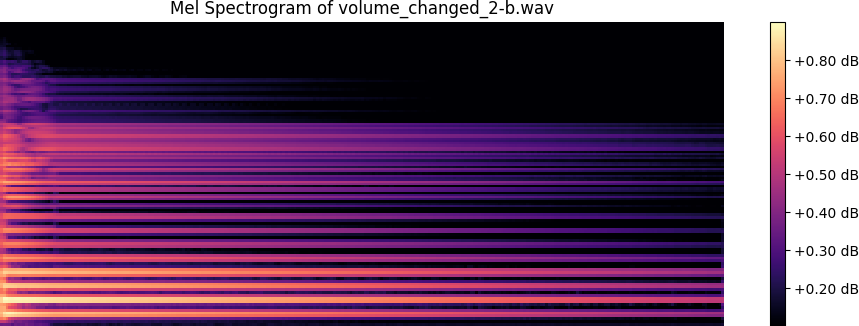 Mel Spectrogram of volume_changed_2-b.wav
+0.80 dB
+0.70 dB
+0.60 dB
+0.50 dB
+0.40 dB
+0.30 dB
+0.20 dB